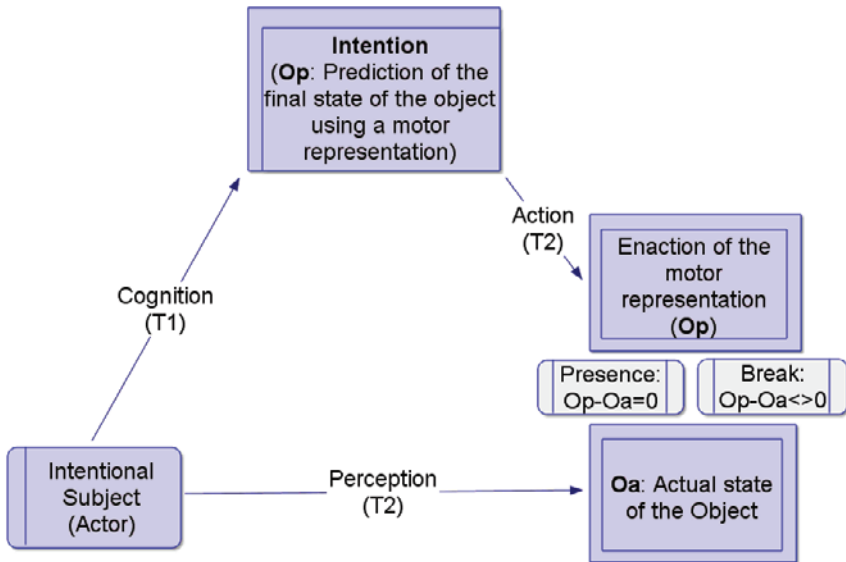 Intention
(Op: Prediction of the
final state of the object
using a motor
representation)
Action
(T2)
Enaction of the
motor
representation
(Op)
Cognition
(T1)
Presence:
Op-Oa=0
Break:
Op-Oa<>0
Intentional
Subject
(Actor)
Perception
(T2)
Oa: Actual state
of the Object